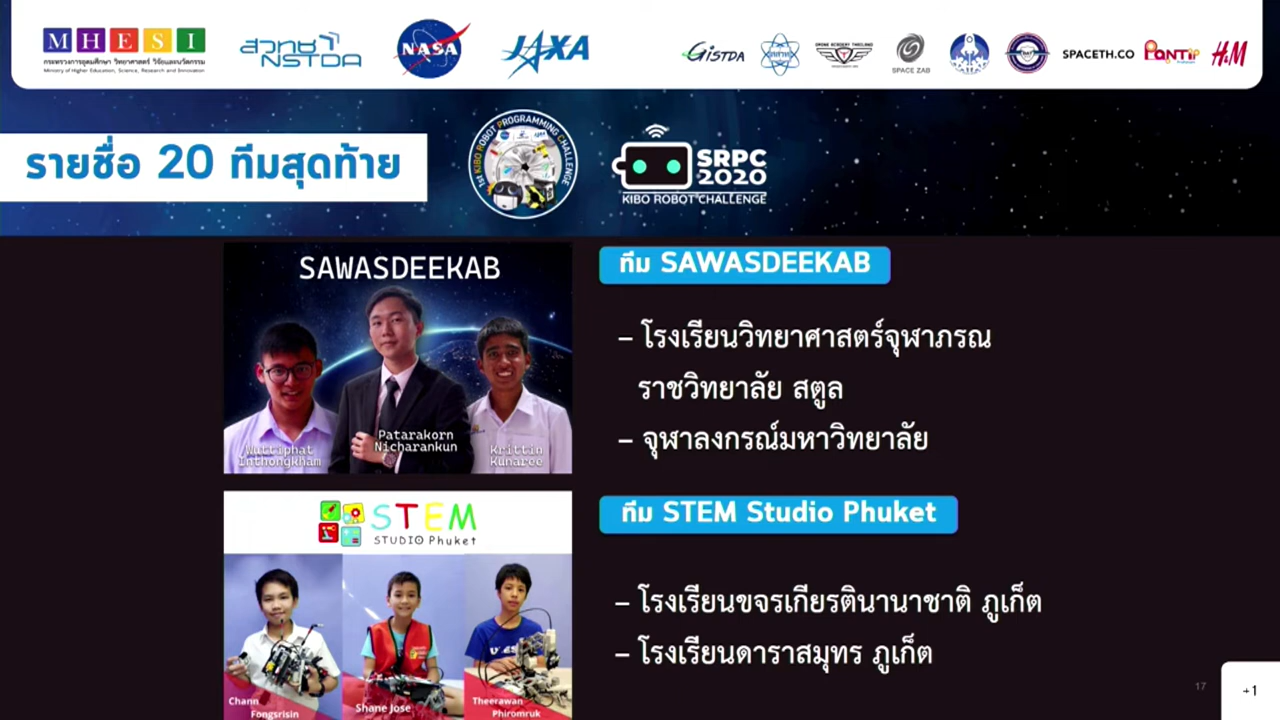 MHESI
กระทรวงการอุดมศึกษา วิทยาศาสตร์ วิจัยและนวัตกรรม
Ministry of Higher Education, Science, Research and Innovation
สวทช
NSTDA
NASA
JAXA
GISTDA
DRONE ACADEMY THAILAND
SPACE ZAB
SPACETH.CO
PANTIP
H&M
รายชื่อ 20 ทีมสุดท้าย
1st KIBO ROBOT PROGRAMMING CHALLENGE
SRPC
2020
KIBO ROBOT CHALLENGE
SAWASDEEKAB
Wuttiphat
Inthongkham
Patarakorn
Nicharankun
Krittin
Kunaree
ทีม SAWASDEEKAB
– โรงเรียนวิทยาศาสตร์จุฬาภรณ
ราชวิทยาลัย สตูล
– จุฬาลงกรณ์มหาวิทยาลัย
STEM
STUDIO Phuket
Chann
Fongsrisin
Shane Jose
Theerawan
Phiromruk
ทีม STEM Studio Phuket
– โรงเรียนขจรเกียรตินานาชาติ ภูเก็ต
– โรงเรียนดาราสมุทร ภูเก็ต
17
+1